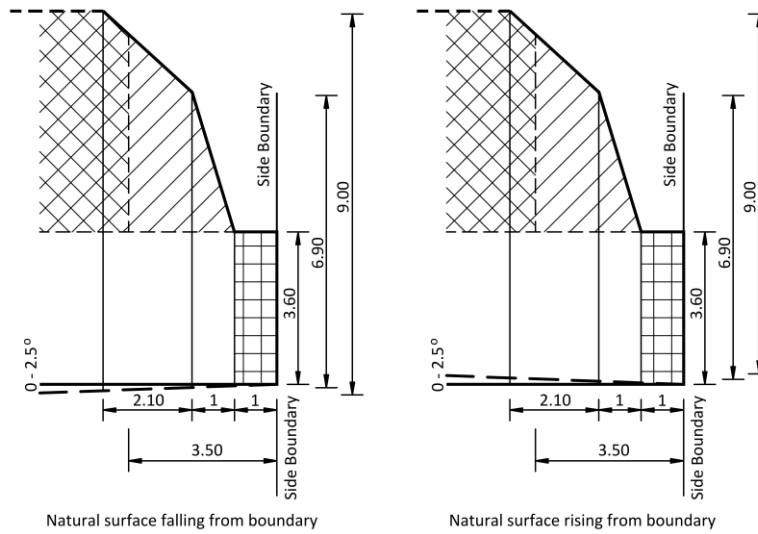 Side Boundary
9.00
6.90
3.60
0 - 2.5°
2.10
1
1
3.50
Side Boundary
Natural surface falling from boundary
Side Boundary
9.00
6.90
3.60
0 - 2.5°
2.10
1
1
3.50
Side Boundary
Natural surface rising from boundary